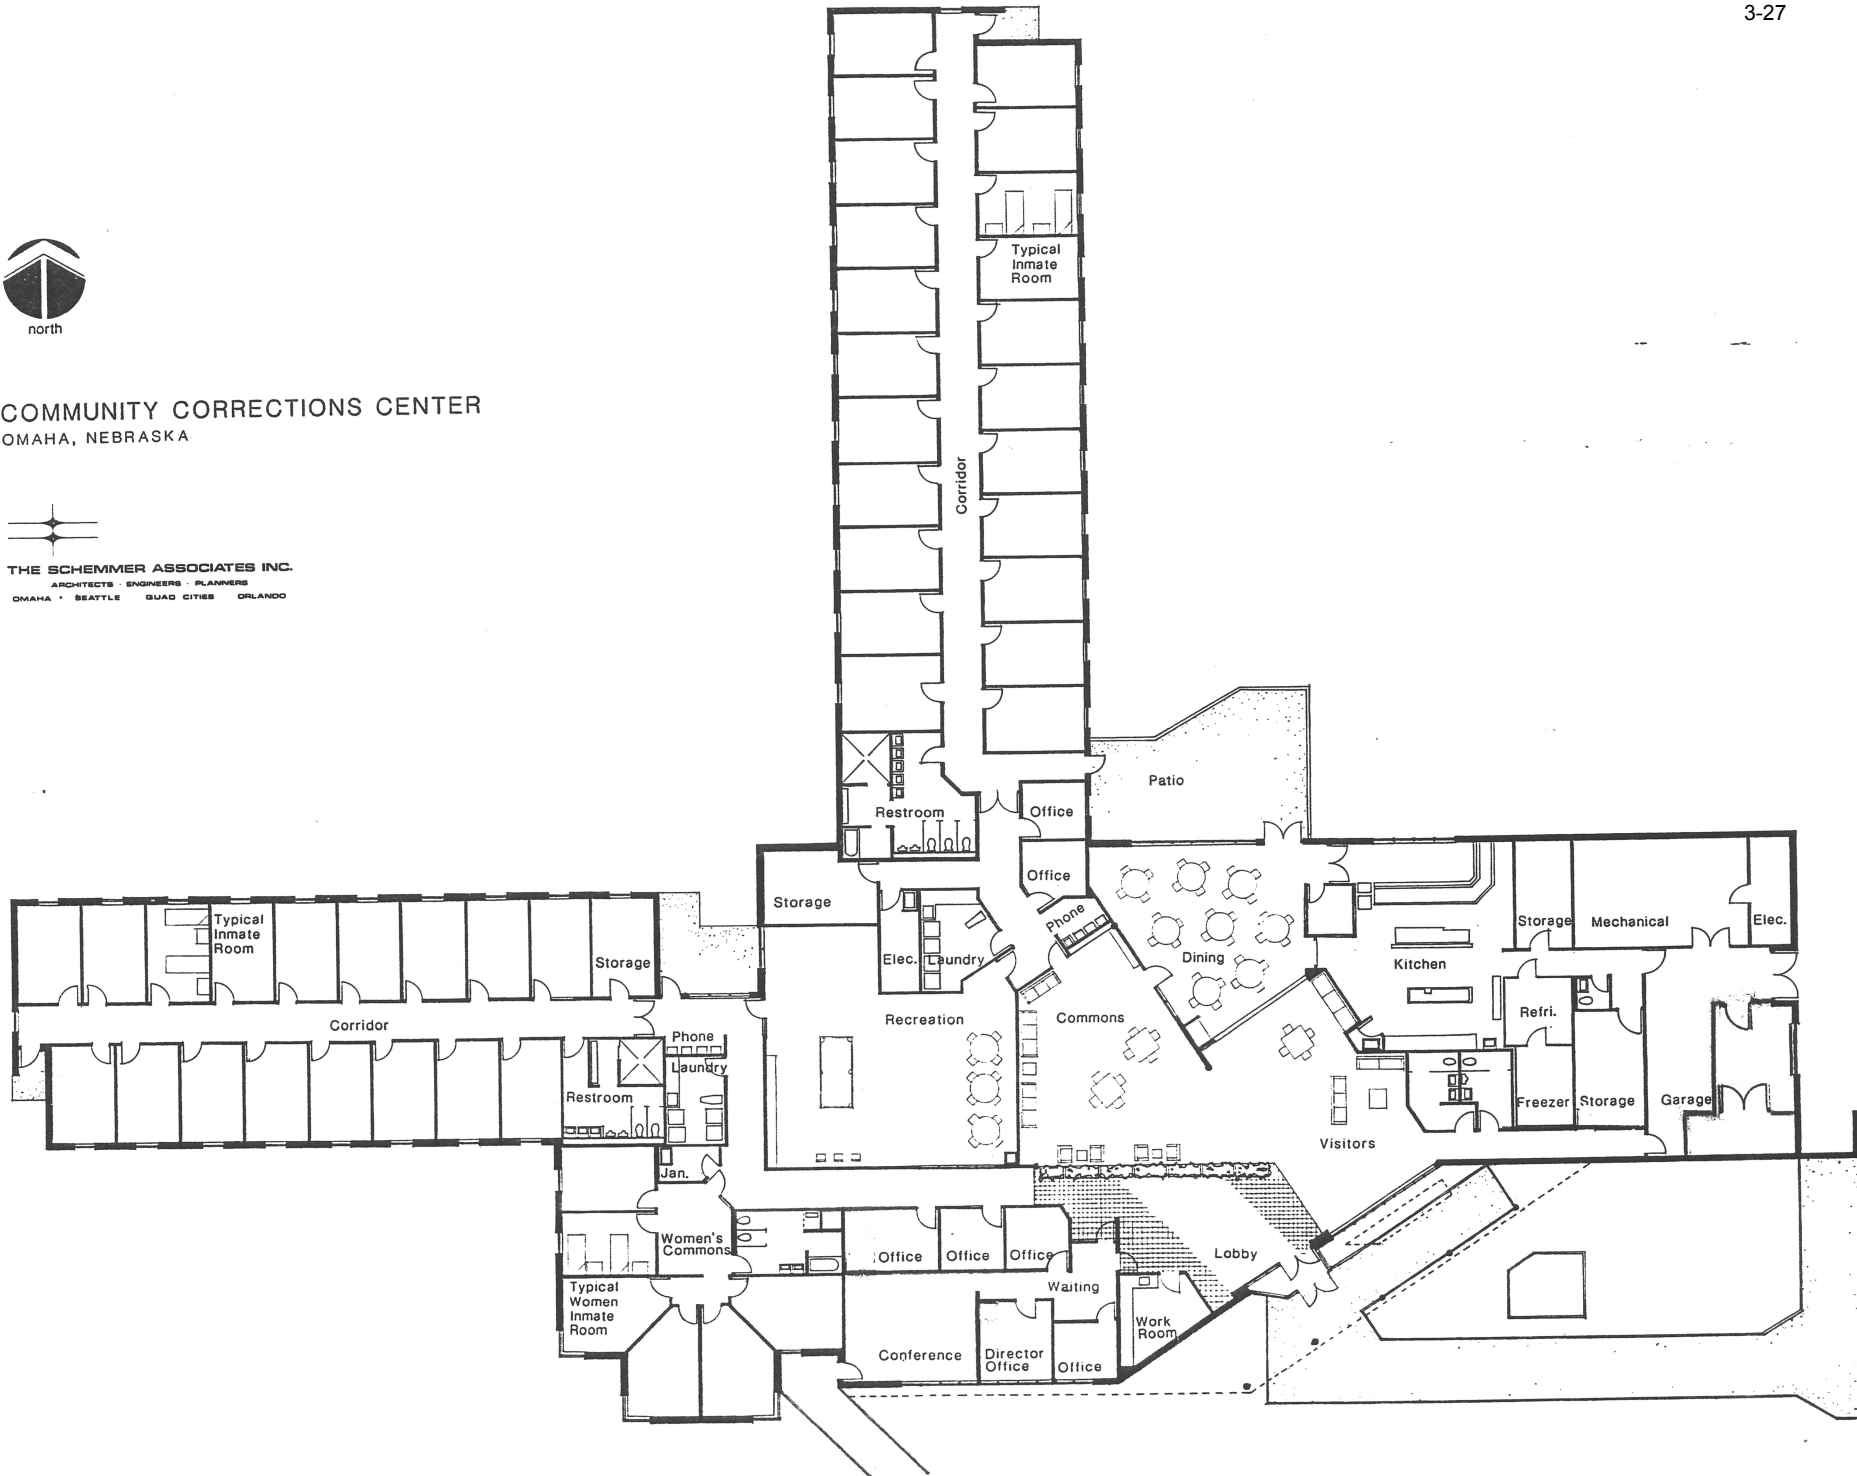 3-27
north
COMMUNITY CORRECTIONS CENTER
OMAHA, NEBRASKA
THE SCHEMMER ASSOCIATES INC.
ARCHITECTS · ENGINEERS · PLANNERS
OMAHA · SEATTLE QUAD CITIES ORLANDO
Typical
Inmate
Room
Corridor
Patio
Restroom
Office
Office
Storage
Phone
Elec.
Laundry
Dining
Kitchen
Storage
Mechanical
Elec.
Typical
Inmate
Room
Storage
Corridor
Phone
Laundry
Restroom
Recreation
Commons
Refri.
Freezer
Storage
Garage
Visitors
Jan.
Women's
Commons
Office
Office
Office
Lobby
Waiting
Typical
Women
Inmate
Room
Work
Room
Conference
Director
Office
Office